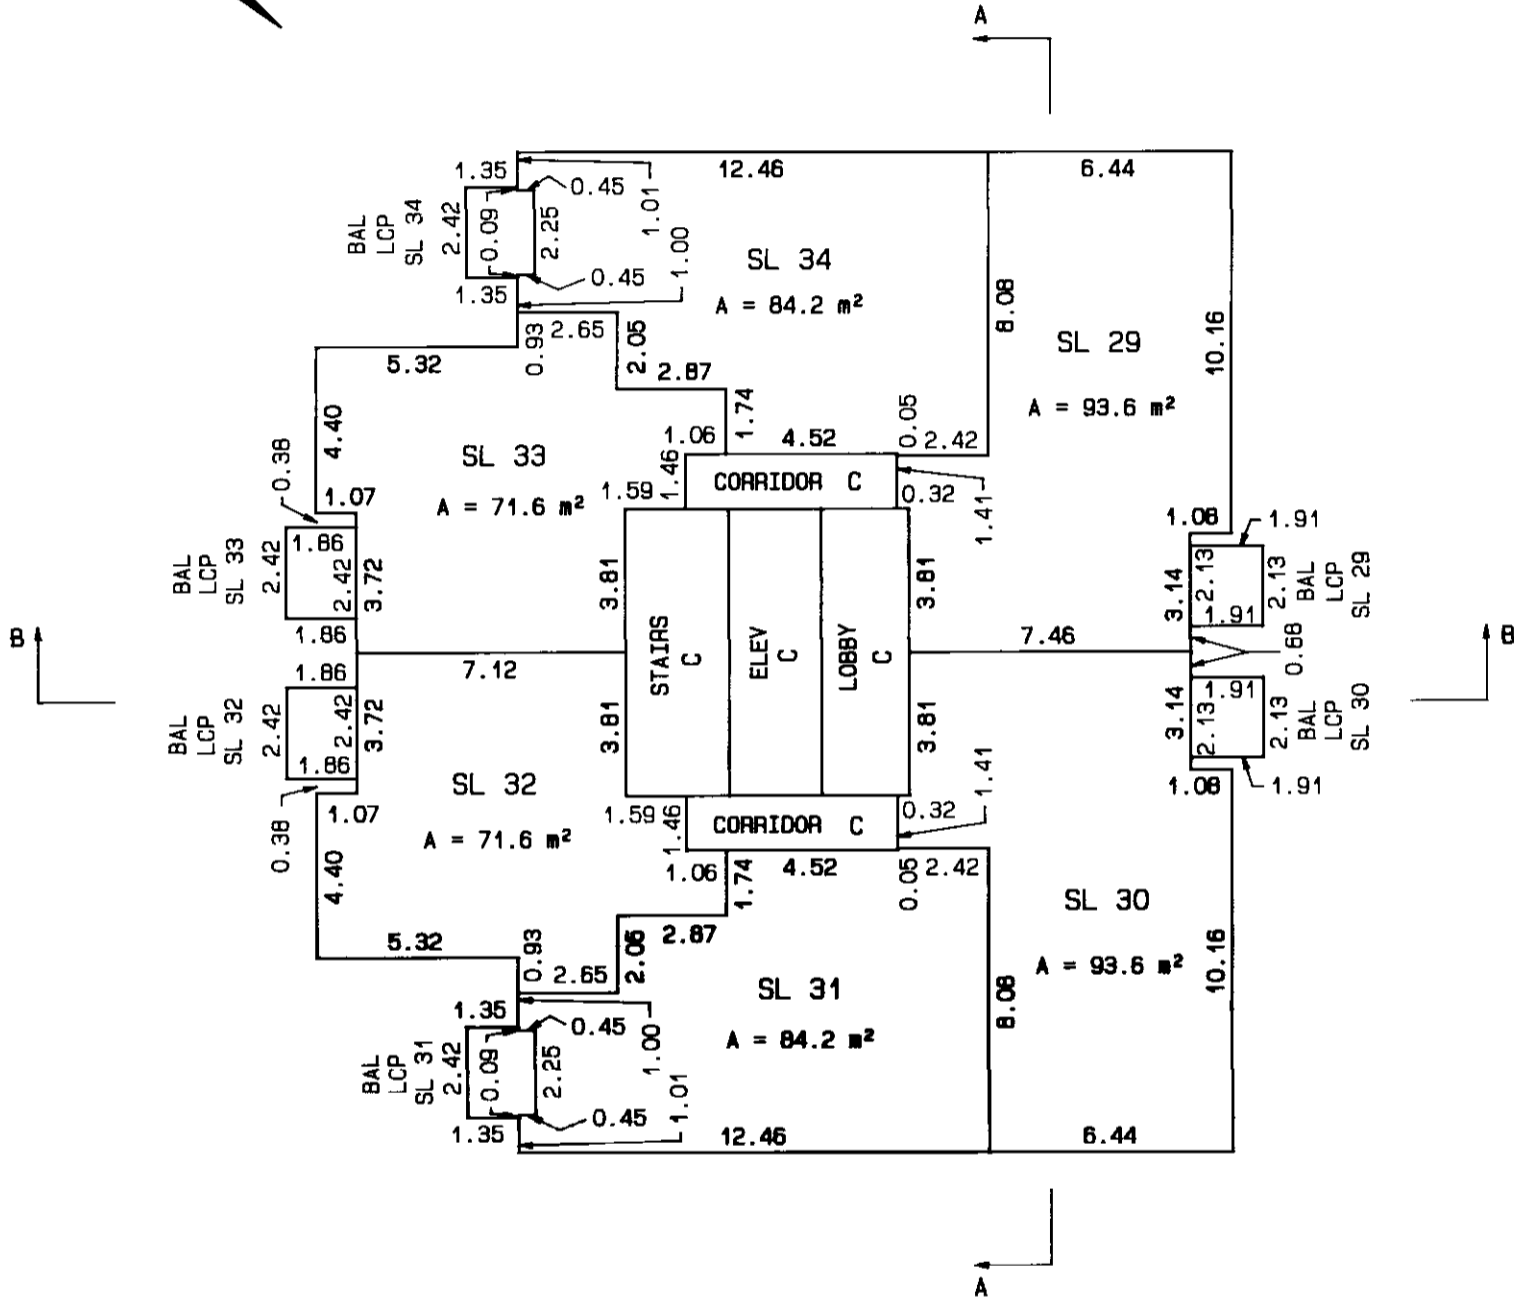 A
1.35
12.46
6.44
0.45
BAL
LCP
SL 34
2.42
0.09
2.25
1.01
1.00
SL 34
A = 84.2 m²
0.45
1.35
8.08
SL 29
A = 93.6 m²
10.16
5.32
0.93
2.65
2.05
2.87
1.74
4.40
0.38
1.07
SL 33
A = 71.6 m²
1.06
4.52
0.05
2.42
1.46
1.59
CORRIDOR C
0.32
1.41
BAL
LCP
SL 33
2.42
1.86
2.42
3.72
1.86
3.81
STAIRS
C
ELEV
C
LOBBY
C
3.81
1.08
1.91
3.14
2.13
1.91
2.13
BAL
LCP
SL 29
B
7.12
7.46
0.68
B
BAL
LCP
SL 32
2.42
1.86
2.42
1.86
3.72
3.81
3.81
3.14
1.91
2.13
2.13
BAL
LCP
SL 30
1.08
1.91
0.38
1.07
SL 32
A = 71.6 m²
1.59
1.46
CORRIDOR C
0.32
1.41
1.06
1.74
4.52
0.05
2.42
4.40
5.32
0.93
2.65
2.05
2.87
SL 30
A = 93.6 m²
10.16
8.08
SL 31
A = 84.2 m²
1.35
0.45
BAL
LCP
SL 31
2.42
0.09
2.25
1.00
1.01
0.45
1.35
12.46
6.44
A